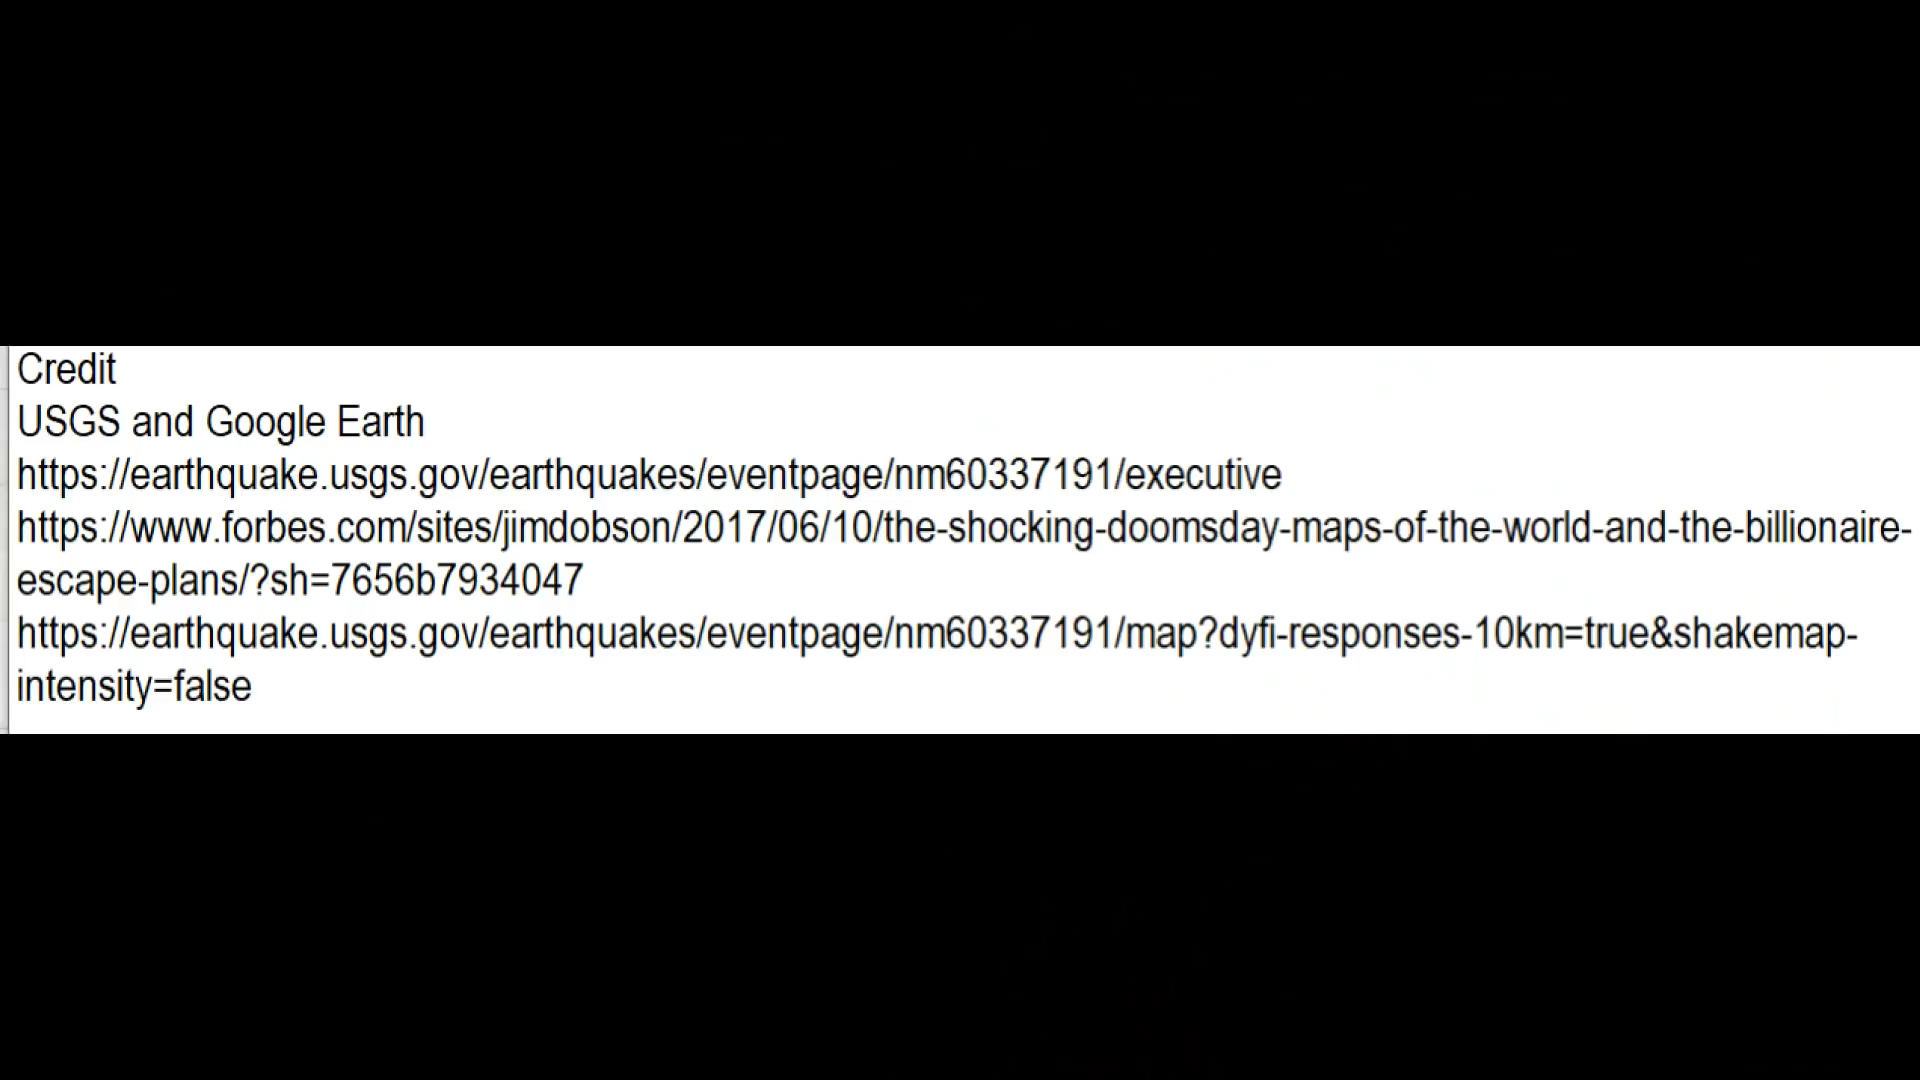 Credit
USGS and Google Earth
https://earthquake.usgs.gov/earthquakes/eventpage/nm60337191/executive
https://www.forbes.com/sites/jimdobson/2017/06/10/the-shocking-doomsday-maps-of-the-world-and-the-billionaire-
escape-plans/?sh=7656b7934047
https://earthquake.usgs.gov/earthquakes/eventpage/nm60337191/map?dyfi-responses-10km=true&shakemap-
intensity=false